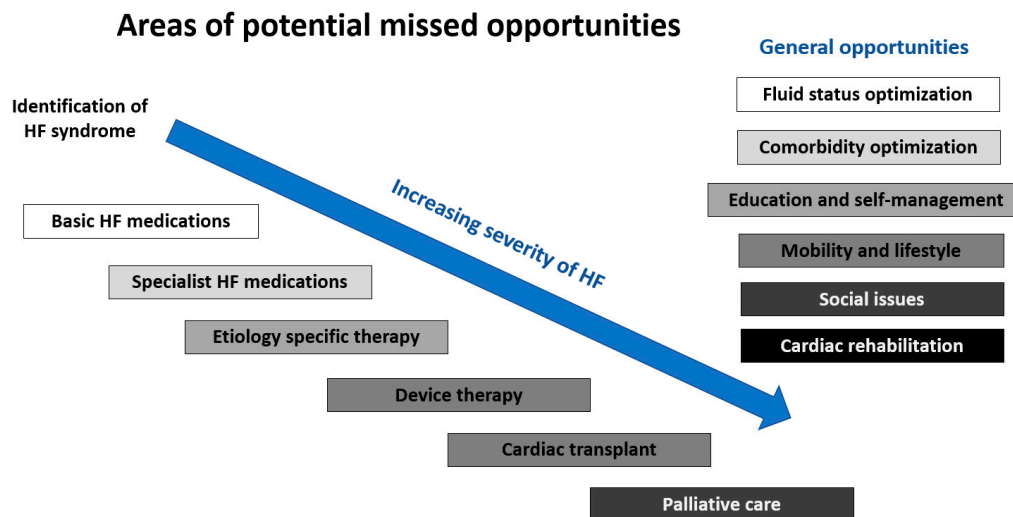 Areas of potential missed opportunities
General opportunities
Identification of
HF syndrome
Increasing severity of HF
Basic HF medications
Specialist HF medications
Etiology specific therapy
Device therapy
Cardiac transplant
Palliative care
Fluid status optimization
Comorbidity optimization
Education and self-management
Mobility and lifestyle
Social issues
Cardiac rehabilitation